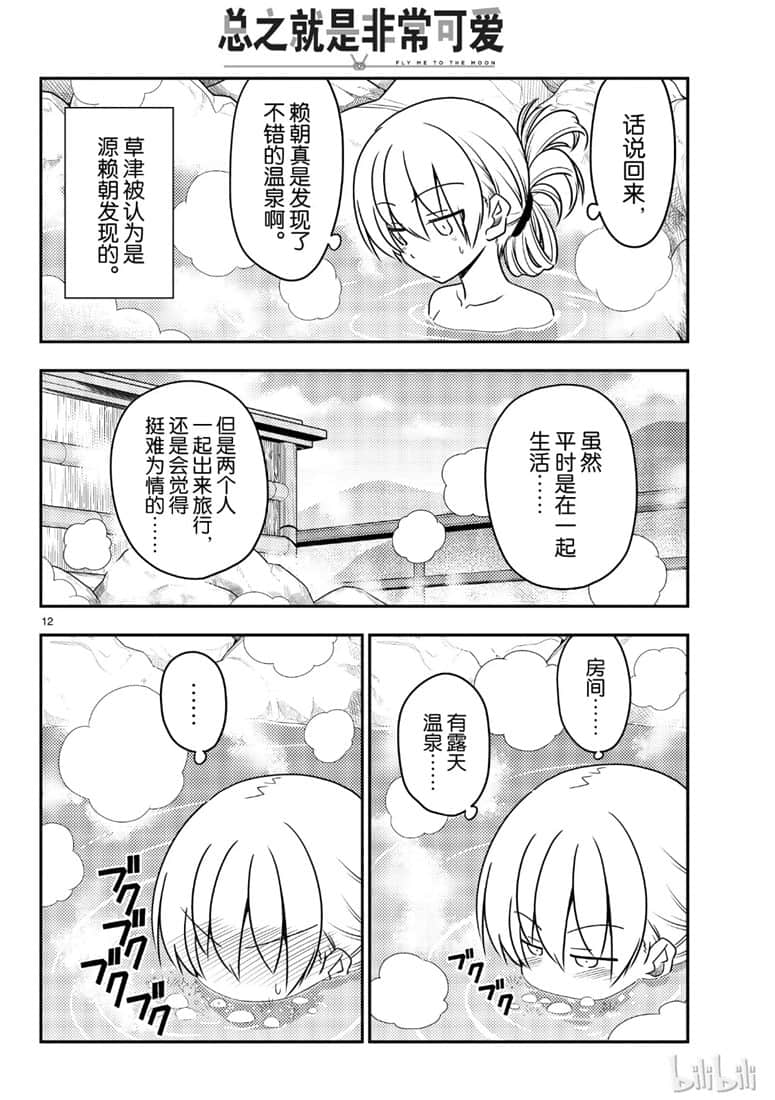 总之就是非常可爱
FLY ME TO THE MOON
话说回来，
赖朝真是发现了
不错的温泉啊。
草津被认为是
源赖朝发现的。
虽然
平时是在一起
生活……
但是两个人
一起出来旅行，
还是会觉得
挺难为情的……
12
房间……
有露天
温泉……
ブク
ブク
……
ブク
ブク
ブク
ブク
bilibili